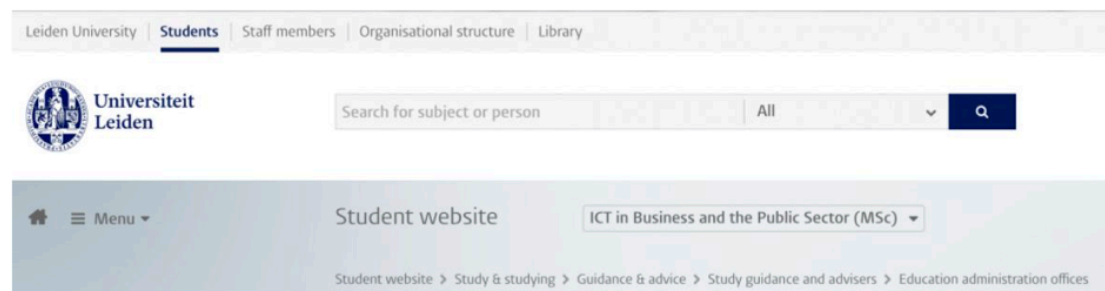 Leiden University | Students | Staff members | Organisational structure | Library
Universiteit
Leiden
Search for subject or person
All
Menu
Student website
ICT in Business and the Public Sector (MSc)
Student website > Study & studying > Guidance & advice > Study guidance and advisers > Education administration offices